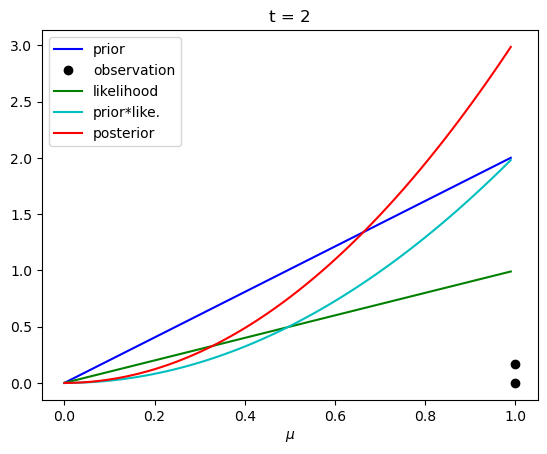 t = 2
prior
observation
likelihood
prior*like.
posterior
3.0
2.5
2.0
1.5
1.0
0.5
0.0
0.0 0.2 0.4 0.6 0.8 1.0
μ